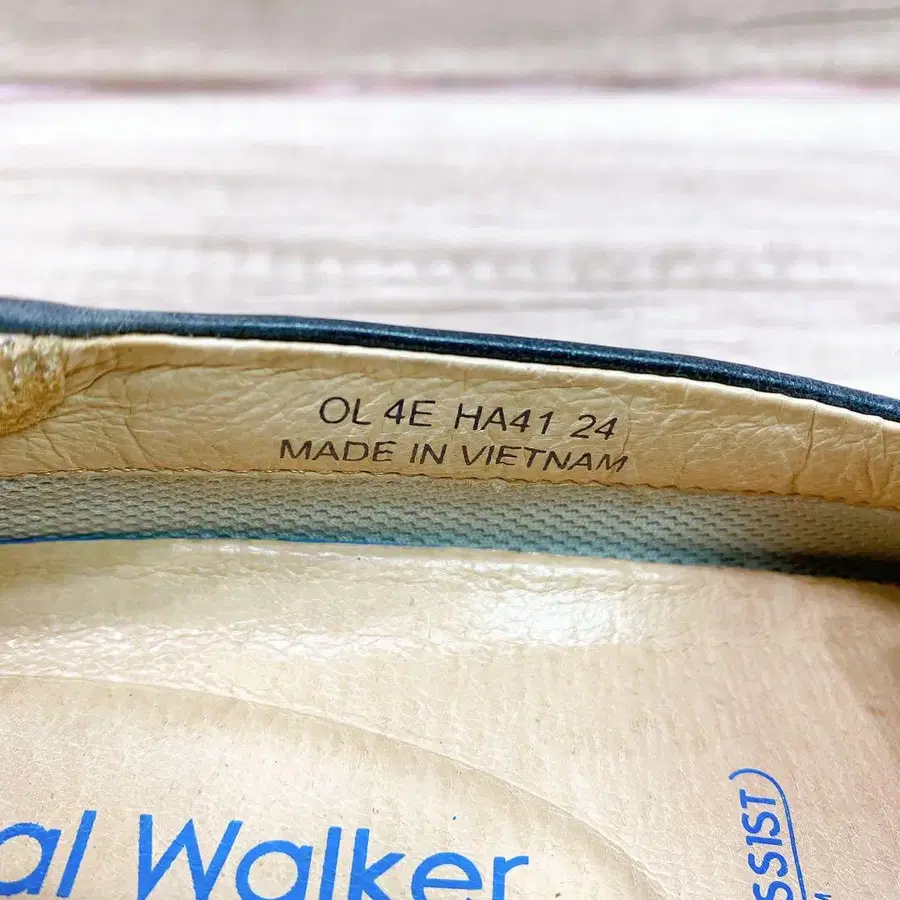 OL 4E HA41 24
MADE IN VIETNAM
al Walker
SSIST